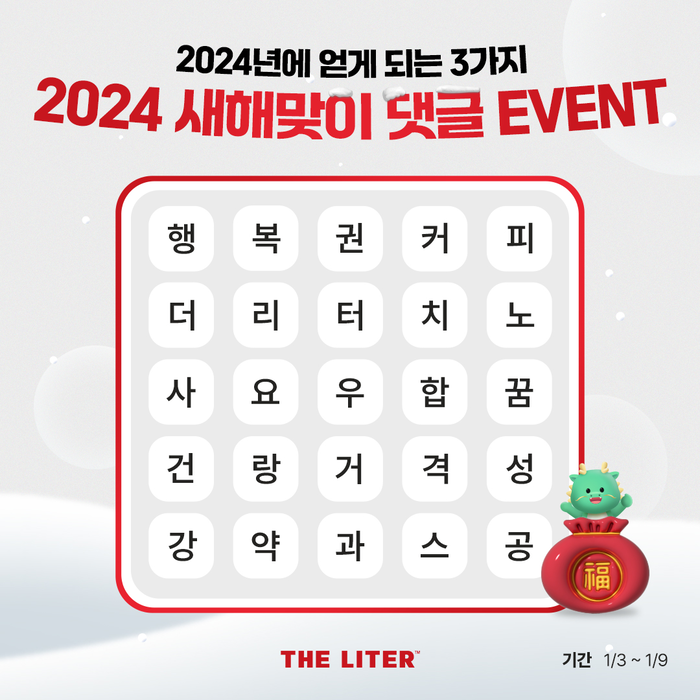 2024년에 얻게 되는 3가지
2024 새해맞이 댓글 EVENT
행 복 권 커 피
더 리 터 치 노
사 요 우 합 꿈
건 랑 거 격 성
강 약 과 스 공
福
THE LITER™
기간 1/3 ~ 1/9